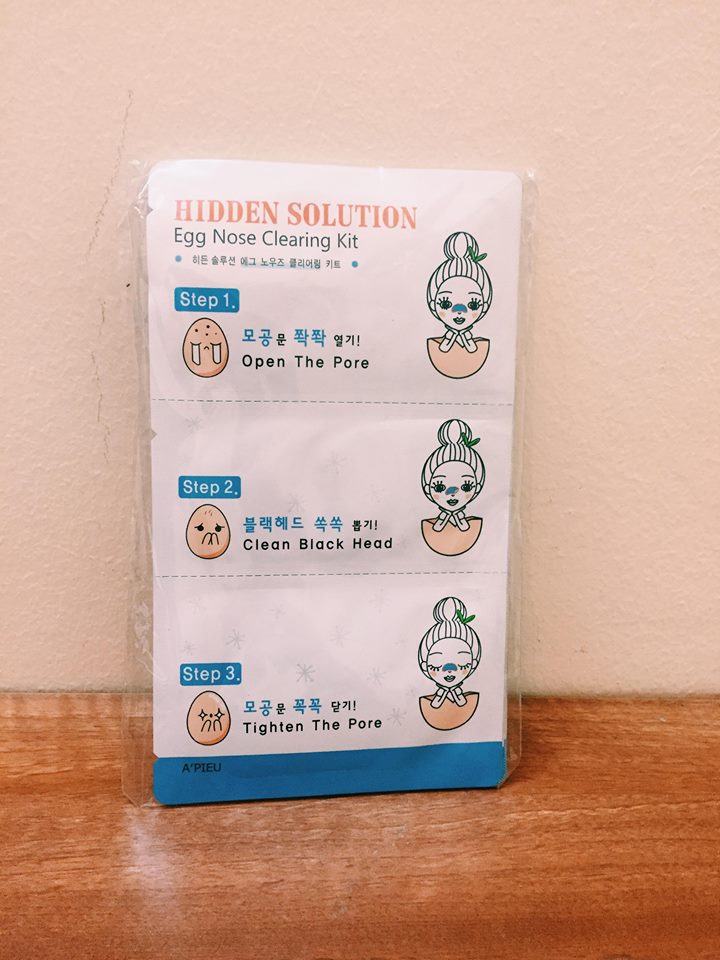 HIDDEN SOLUTION
Egg Nose Clearing Kit
• 히든 솔루션 에그 노우즈 클리어링 키트 •
Step 1.
모공문 쫙쫙 열기!
Open The Pore
Step 2.
블랙헤드 쏙쏙 뽑기!
Clean Black Head
Step 3.
모공문 꼭꼭 닫기!
Tighten The Pore
A'PIEU